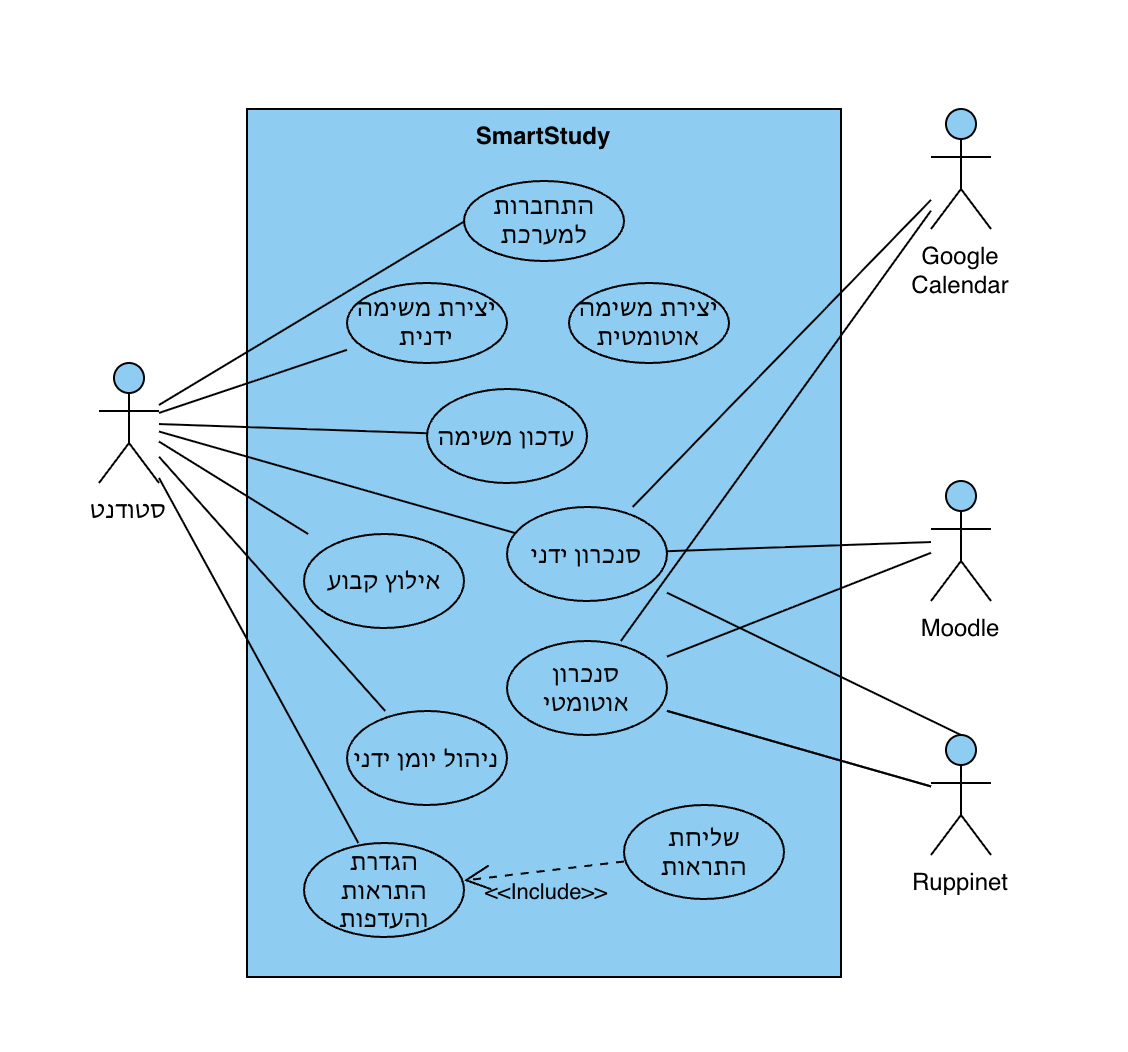 SmartStudy
התחברות
למערכת
יצירת משימה
ידנית
יצירת משימה
אוטומטית
עדכון משימה
סנכרון ידני
אילוץ קבוע
סנכרון
אוטומטי
ניהול יומן ידני
שליחת
התראות
הגדרת
התראות
והעדפות
<<Include>>
סטודנט
Google
Calendar
Moodle
Ruppinet